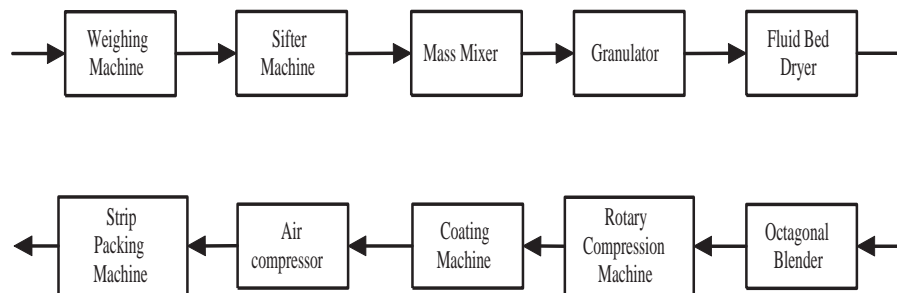 Weighing
Machine
Sifter
Machine
Mass Mixer
Granulator
Fluid Bed
Dryer
Strip
Packing
Machine
Air
compressor
Coating
Machine
Rotary
Compression
Machine
Octagonal
Blender